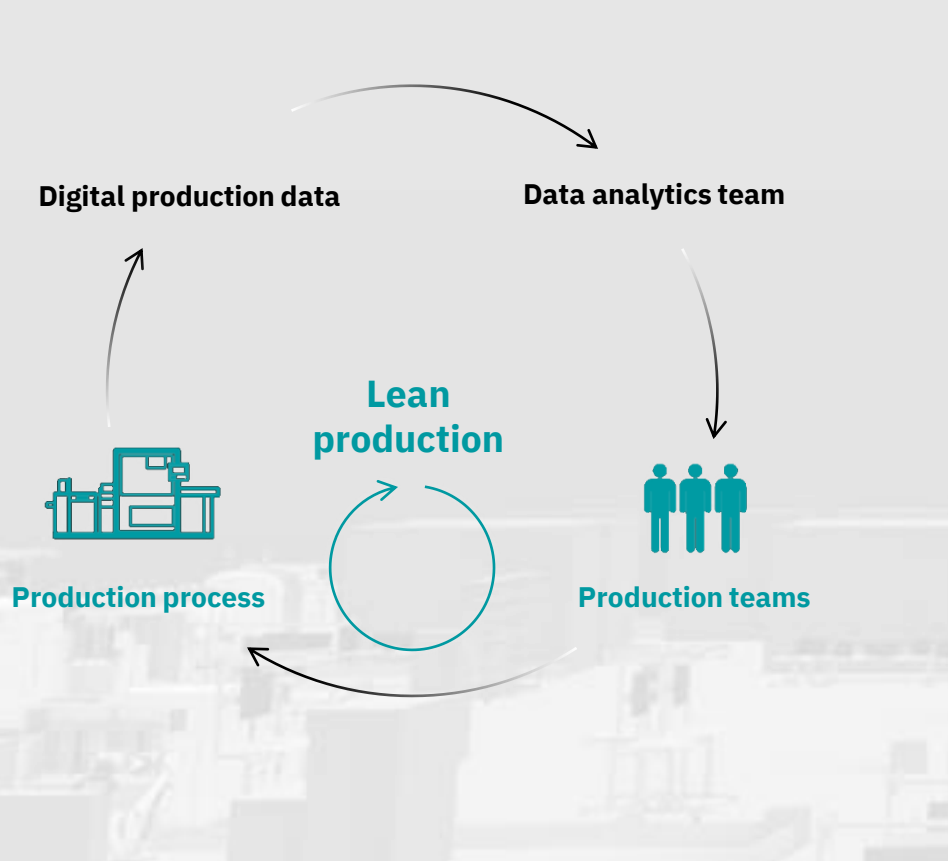 Digital production data
Data analytics team
Lean
production
Production process
Production teams